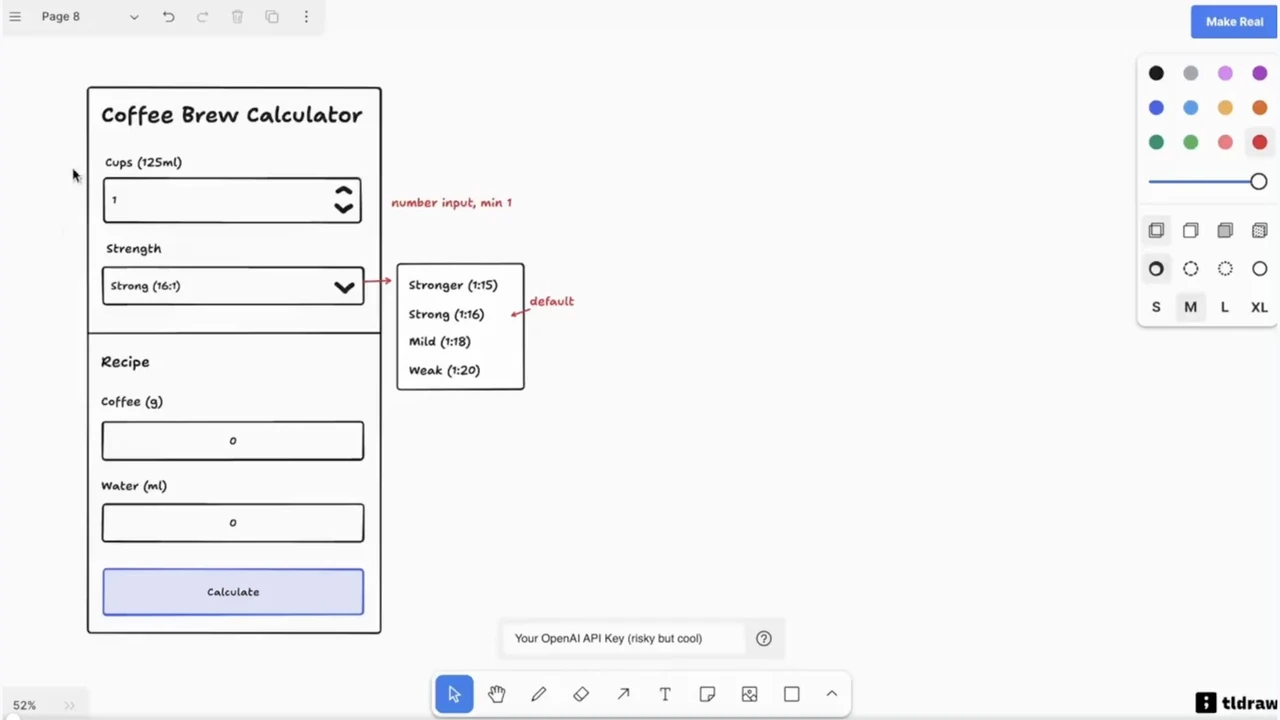 Page 8
Make Real
Coffee Brew Calculator
Cups (125ml)
1
number input, min 1
Strength
Strong (16:1)
Stronger (1:15)
Strong (1:16)
Mild (1:18)
Weak (1:20)
default
Recipe
Coffee (g)
0
Water (ml)
0
Calculate
S M L XL
Your OpenAI API Key (risky but cool)
52%
tldraw